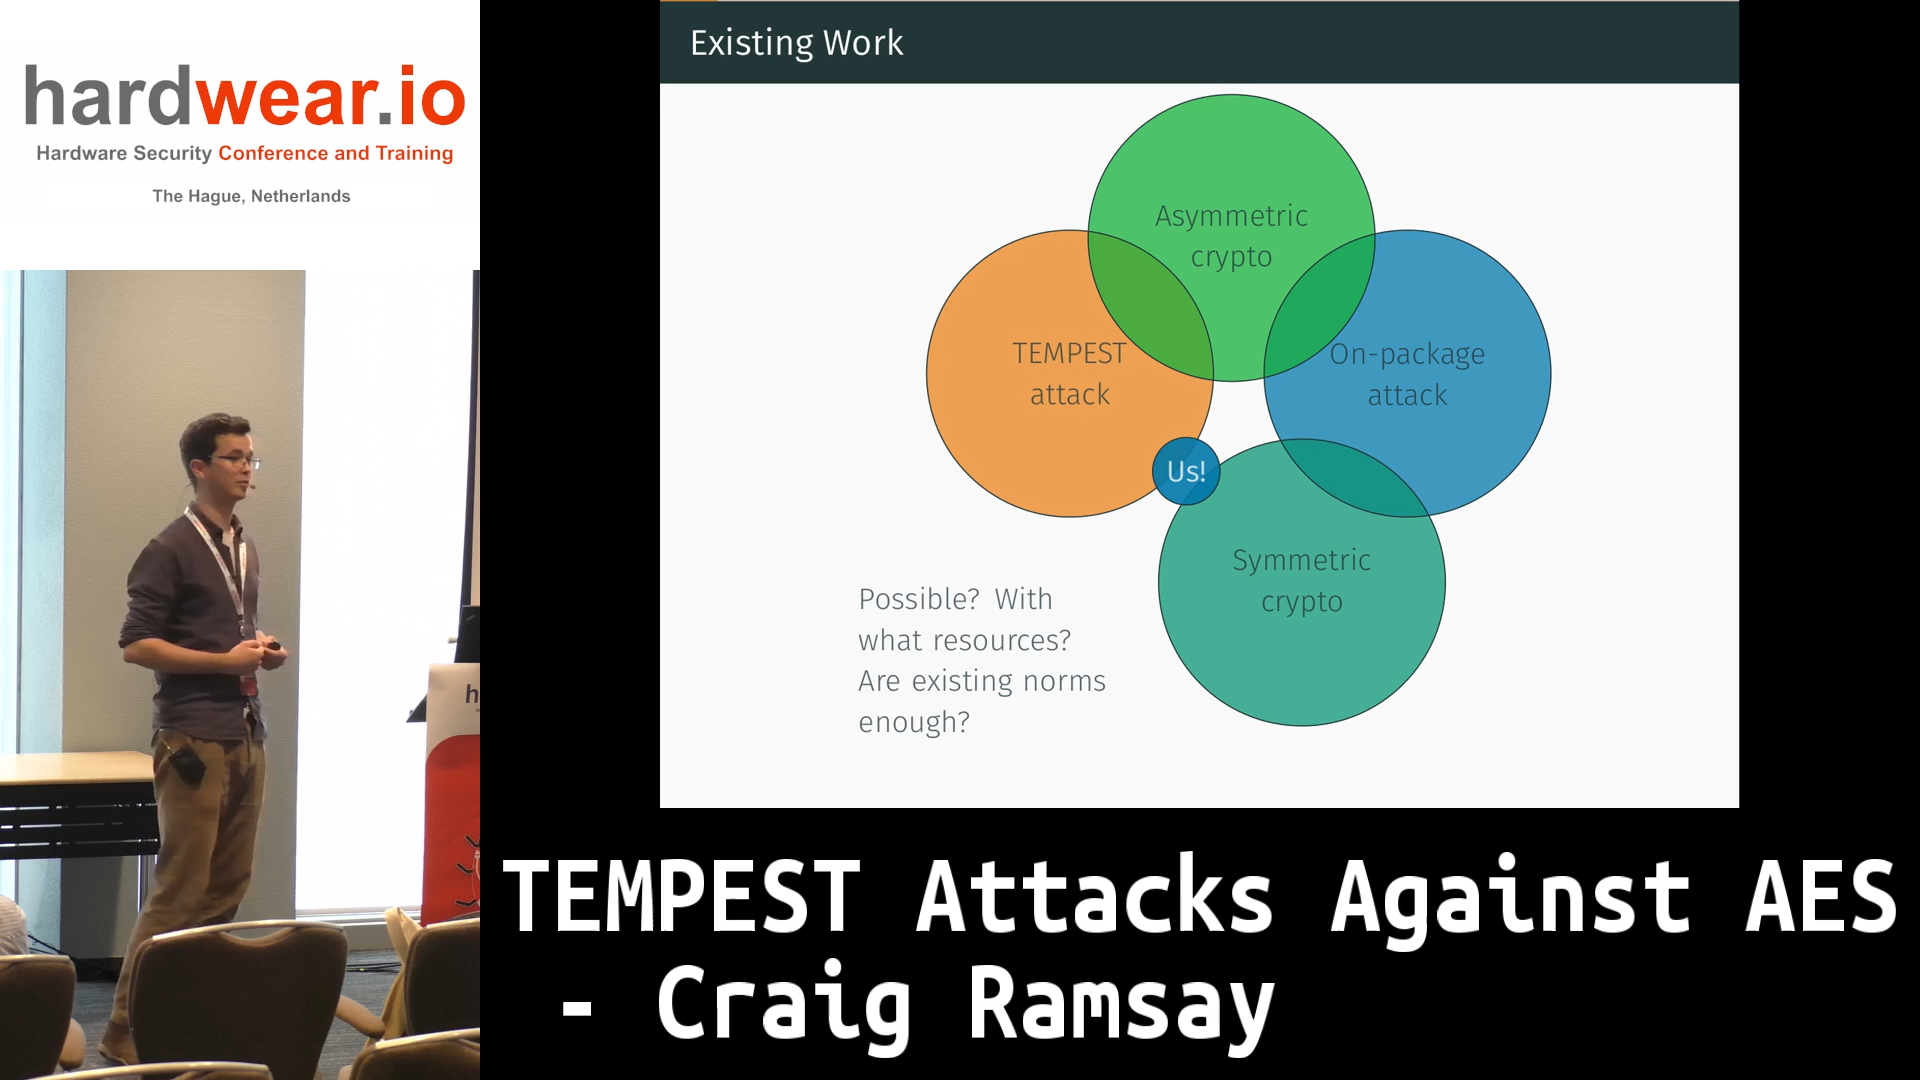 hardwear.io
Hardware Security Conference and Training
The Hague, Netherlands
Existing Work
Asymmetric
crypto
TEMPEST
attack
On-package
attack
Us!
Symmetric
crypto
Possible? With
what resources?
Are existing norms
enough?
h
TEMPEST Attacks Against AES
- Craig Ramsay